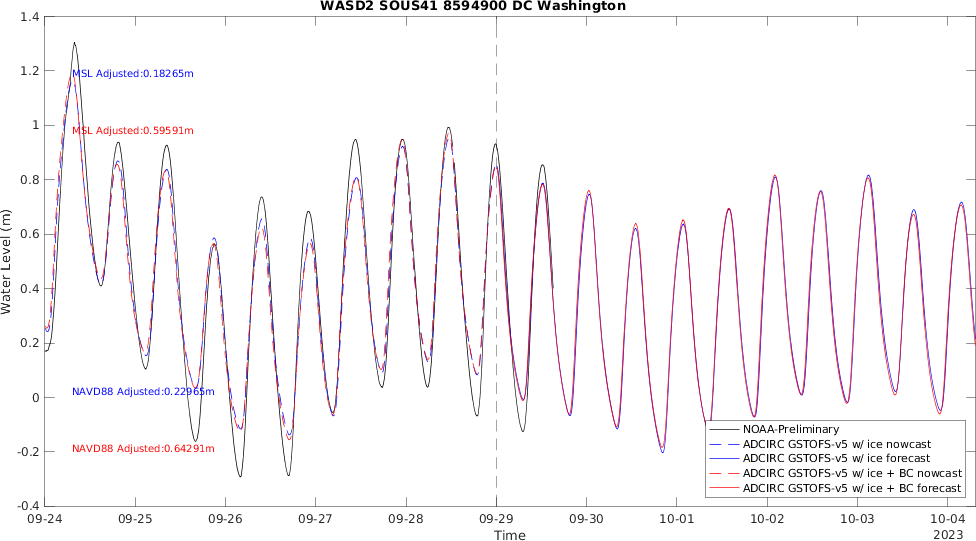 WASD2 SOUS41 8594900 DC Washington
1.4
1.2
1
0.8
0.6
0.4
0.2
0
-0.2
-0.4
Water Level (m)
MSL Adjusted:0.18265m
MSL Adjusted:0.59591m
NAVD88 Adjusted:0.22965m
NAVD88 Adjusted:0.64291m
NOAA-Preliminary
ADCIRC GSTOFS-v5 w/ ice nowcast
ADCIRC GSTOFS-v5 w/ ice forecast
ADCIRC GSTOFS-v5 w/ ice + BC nowcast
ADCIRC GSTOFS-v5 w/ ice + BC forecast
09-24 09-25 09-26 09-27 09-28 09-29 09-30 10-01 10-02 10-03 10-04
2023
Time